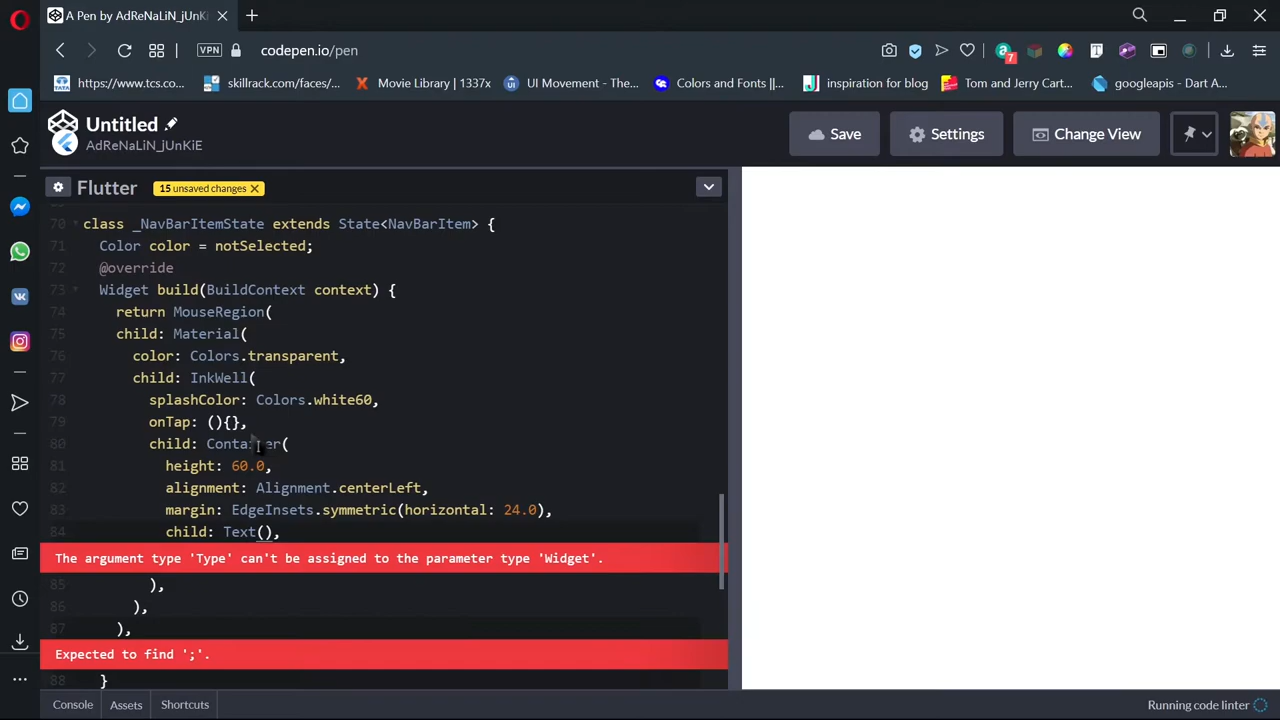 A Pen by AdReNaLiN_jUnKi
VPN
codepen.io/pen
7
https://www.tcs.co...
skillrack.com/faces/...
Movie Library | 1337x
UI Movement - The...
Colors and Fonts ||...
inspiration for blog
Tom and Jerry Cart...
googleapis - Dart A...
Untitled
AdReNaLiN_jUnKiE
Save
Settings
Change View
Flutter
15 unsaved changes
70 class _NavBarItemState extends State<NavBarItem> {
71 Color color = notSelected;
72 @override
73 Widget build(BuildContext context) {
74 return MouseRegion(
75 child: Material(
76 color: Colors.transparent,
77 child: InkWell(
78 splashColor: Colors.white60,
79 onTap: (){},
80 child: Container(
81 height: 60.0,
82 alignment: Alignment.centerLeft,
83 margin: EdgeInsets.symmetric(horizontal: 24.0),
84 child: Text(),
The argument type 'Type' can't be assigned to the parameter type 'Widget'.
85 ),
86 ),
87 ),
Expected to find ';'.
88 }
Console
Assets
Shortcuts
Running code linter